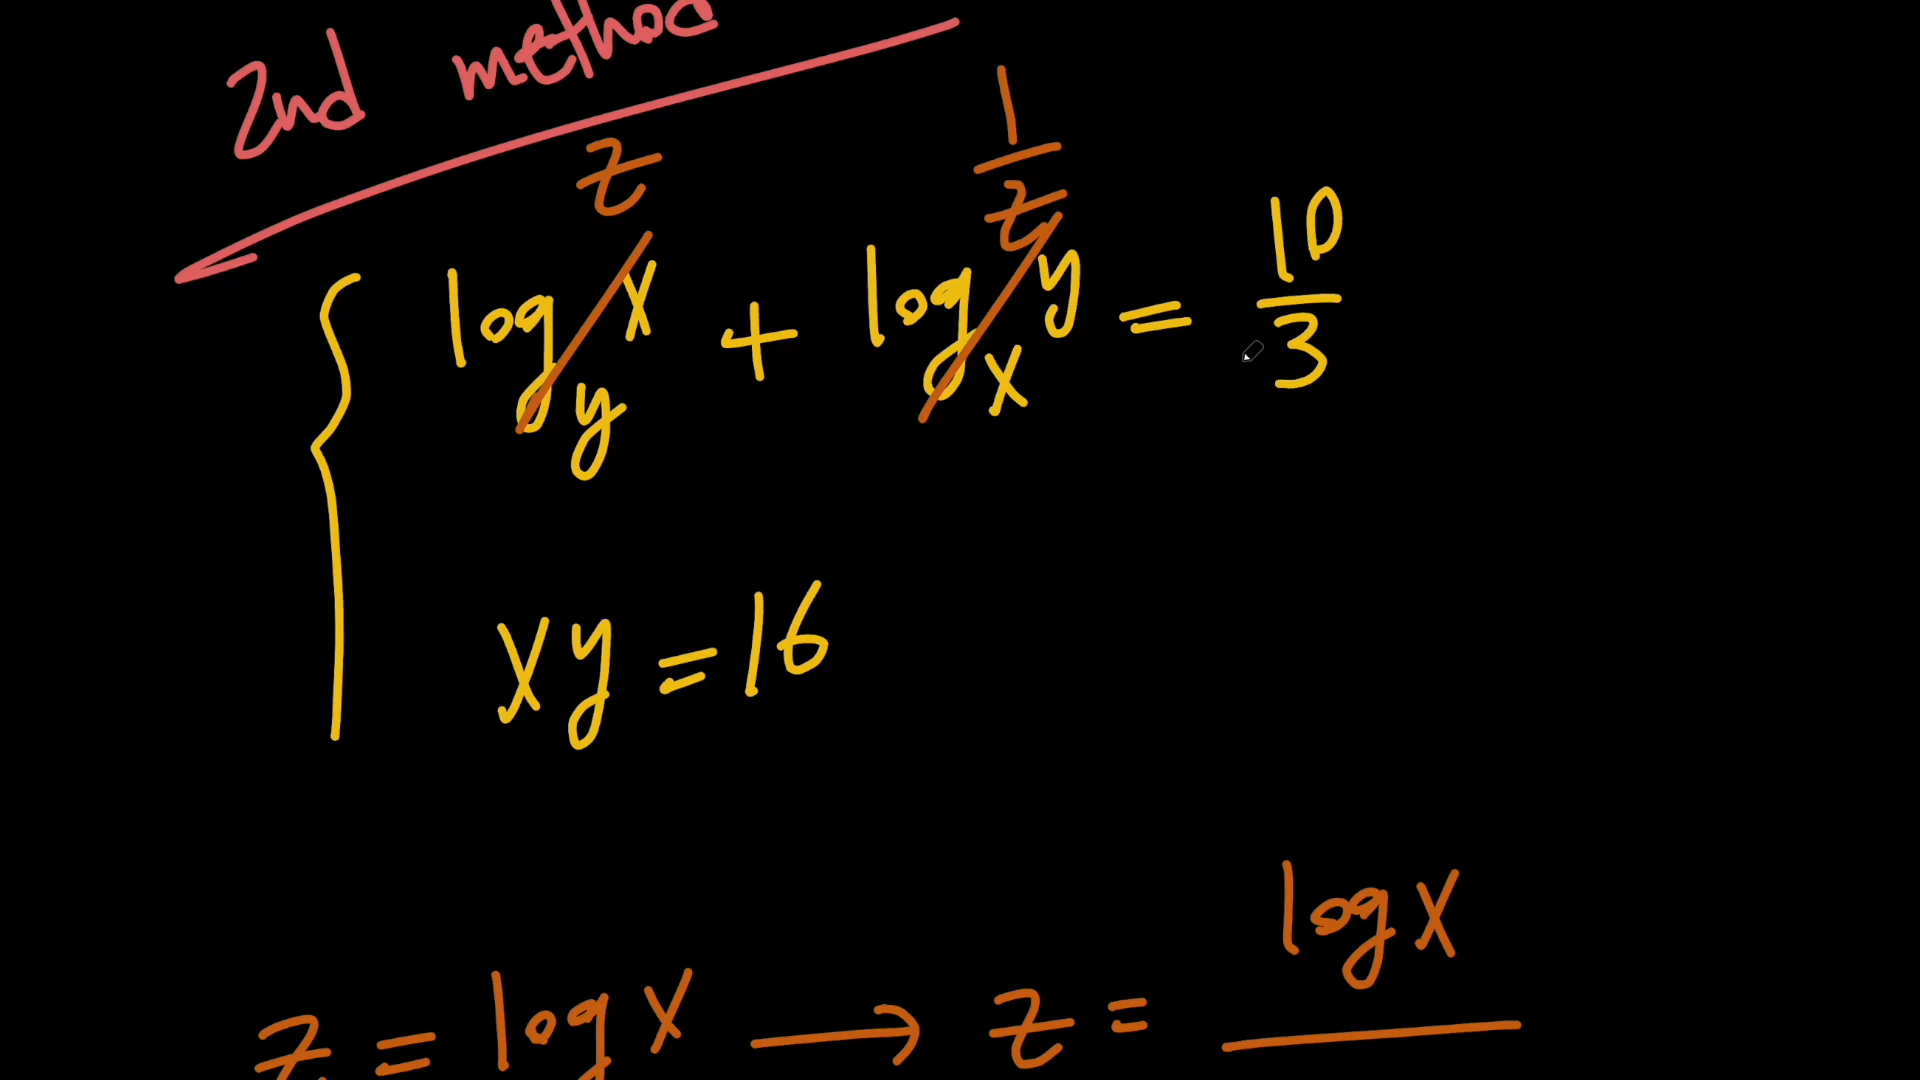 2nd method
z 1/z
log_y x + log_x y = 10/3
xy = 16
z = log x → z = log x